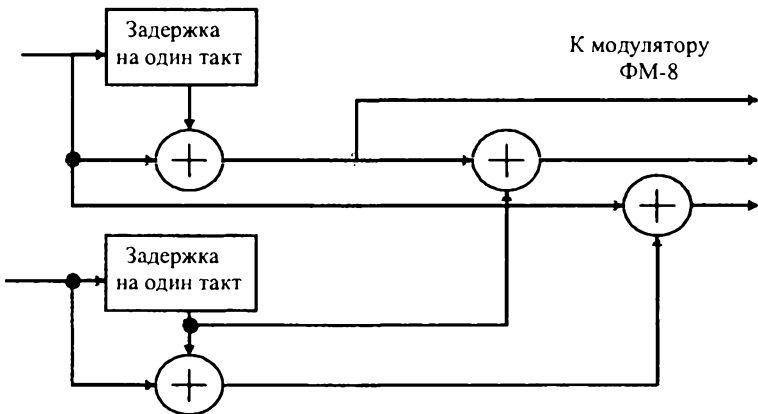 Задержка
на один такт
К модулятору
ФМ-8
Задержка
на один такт